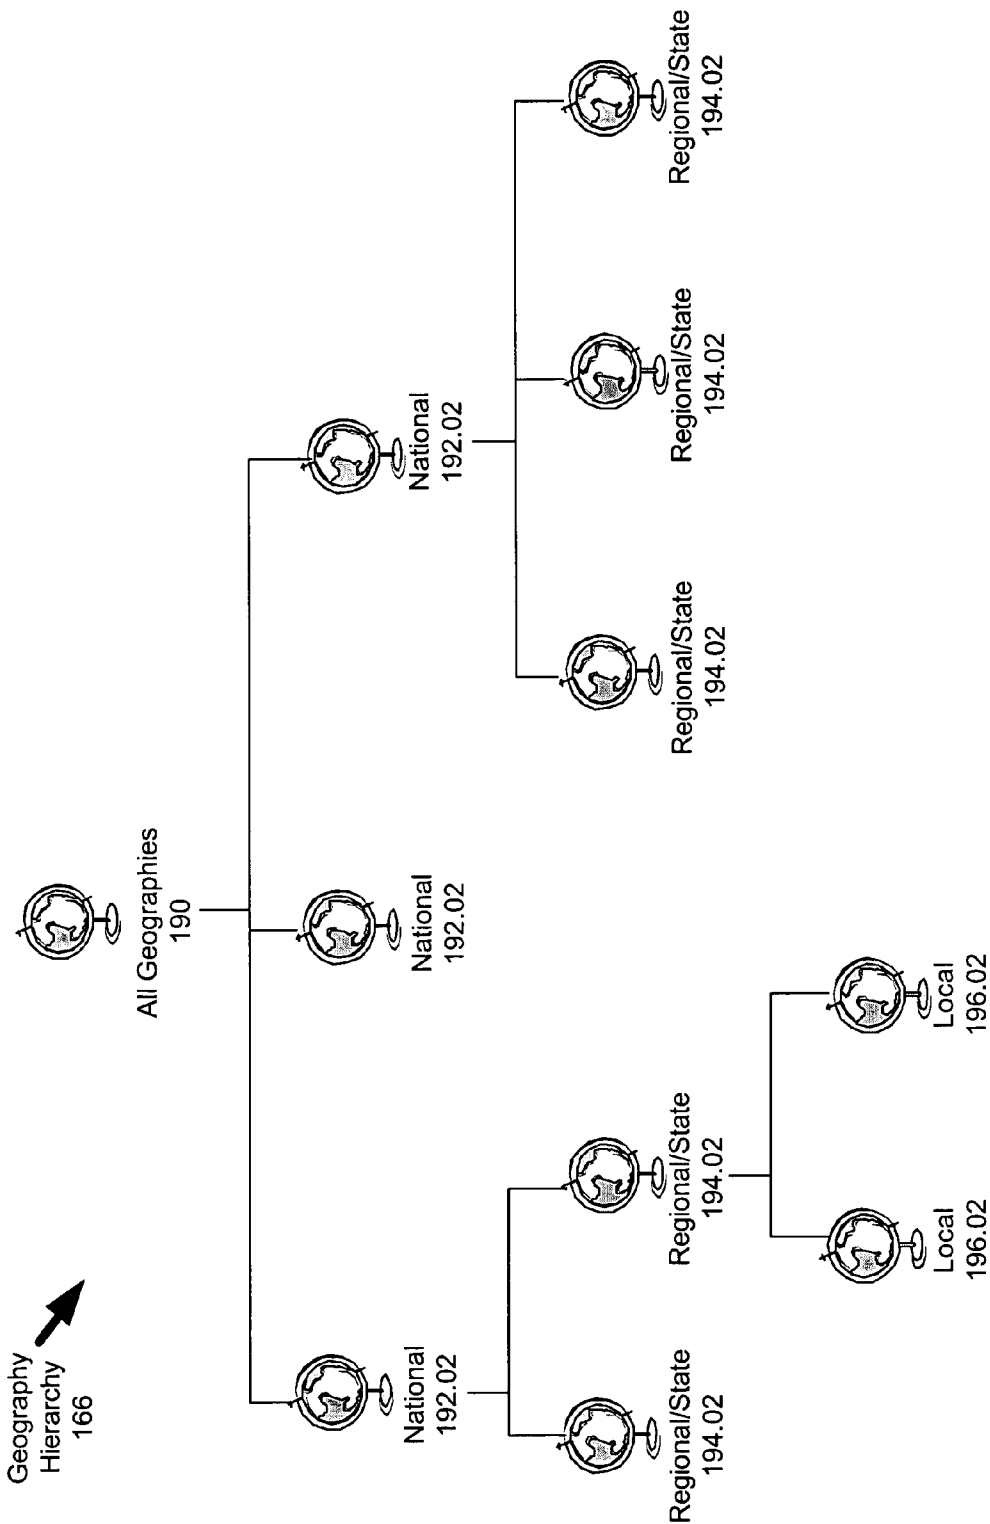 Geography
Hierarchy
166
All Geographies
190
National
192.02
National
192.02
National
192.02
Regional/State
194.02
Regional/State
194.02
Regional/State
194.02
Regional/State
194.02
Regional/State
194.02
Local
196.02
Local
196.02